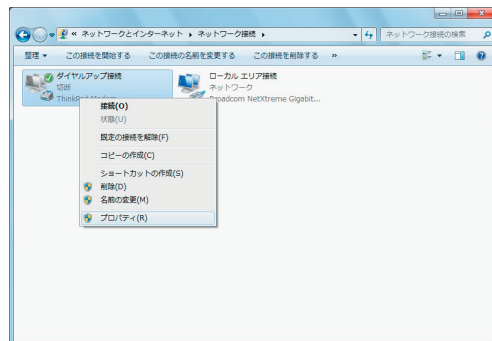 « ネットワークとインターネット ▸ ネットワーク接続 ▸
ネットワーク接続の検索
整理 ▼ この接続を開始する この接続の名前を変更する この接続を削除する »
ダイヤルアップ接続
切断
ThinkPad Modem
ローカル エリア接続
ネットワーク
Broadcom NetXtreme Gigabit...
接続(O)
状態(U)
既定の接続を解除(F)
コピーの作成(C)
ショートカットの作成(S)
削除(D)
名前の変更(M)
プロパティ(R)